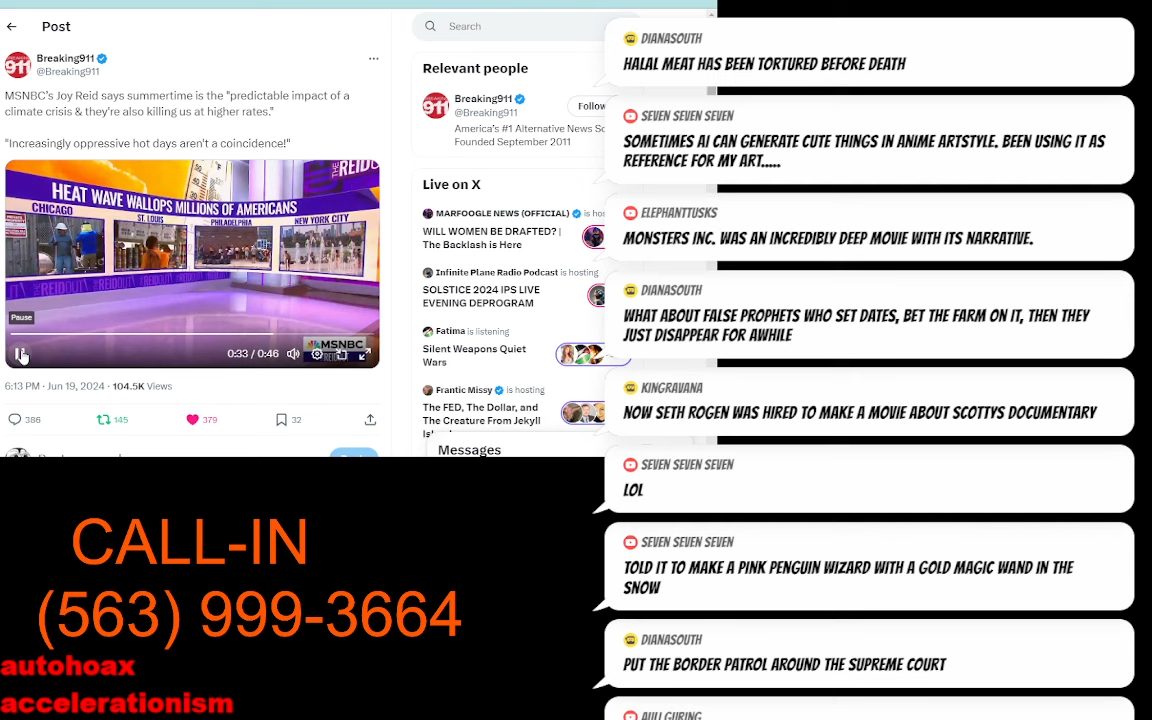 Post
Breaking911
@Breaking911
MSNBC's Joy Reid says summertime is the "predictable impact of a
climate crisis & they're also killing us at higher rates."
"Increasingly oppressive hot days aren't a coincidence!"
THE REIDOUT
HEAT WAVE WALLOPS MILLIONS OF AMERICANS
CHICAGO
ST. LOUIS
PHILADELPHIA
NEW YORK CITY
Pause
0:33 / 0:46
MSNBC
6:13 PM · Jun 19, 2024 · 104.5K Views
386
145
379
32
Search
Relevant people
Breaking911
@Breaking911
Follow
America's #1 Alternative News So
Founded September 2011
Live on X
MARFOOGLE NEWS (OFFICIAL) is hos
WILL WOMEN BE DRAFTED? |
The Backlash is Here
Infinite Plane Radio Podcast is hosting
SOLSTICE 2024 IPS LIVE
EVENING DEPROGRAM
Fatima is listening
Silent Weapons Quiet
Wars
Frantic Missy is hosting
The FED, The Dollar, and
The Creature From Jekyll
Messages
CALL-IN
(563) 999-3664
autohoax
accelerationism
DIANASOUTH
HALAL MEAT HAS BEEN TORTURED BEFORE DEATH
SEVEN SEVEN SEVEN
SOMETIMES AI CAN GENERATE CUTE THINGS IN ANIME ARTSTYLE. BEEN USING IT AS
REFERENCE FOR MY ART.....
ELEPHANTTUSKS
MONSTERS INC. WAS AN INCREDIBLY DEEP MOVIE WITH ITS NARRATIVE.
DIANASOUTH
WHAT ABOUT FALSE PROPHETS WHO SET DATES, BET THE FARM ON IT, THEN THEY
JUST DISAPPEAR FOR AWHILE
KINGRAVANA
NOW SETH ROGEN WAS HIRED TO MAKE A MOVIE ABOUT SCOTTYS DOCUMENTARY
SEVEN SEVEN SEVEN
LOL
SEVEN SEVEN SEVEN
TOLD IT TO MAKE A PINK PENGUIN WIZARD WITH A GOLD MAGIC WAND IN THE
SNOW
DIANASOUTH
PUT THE BORDER PATROL AROUND THE SUPREME COURT